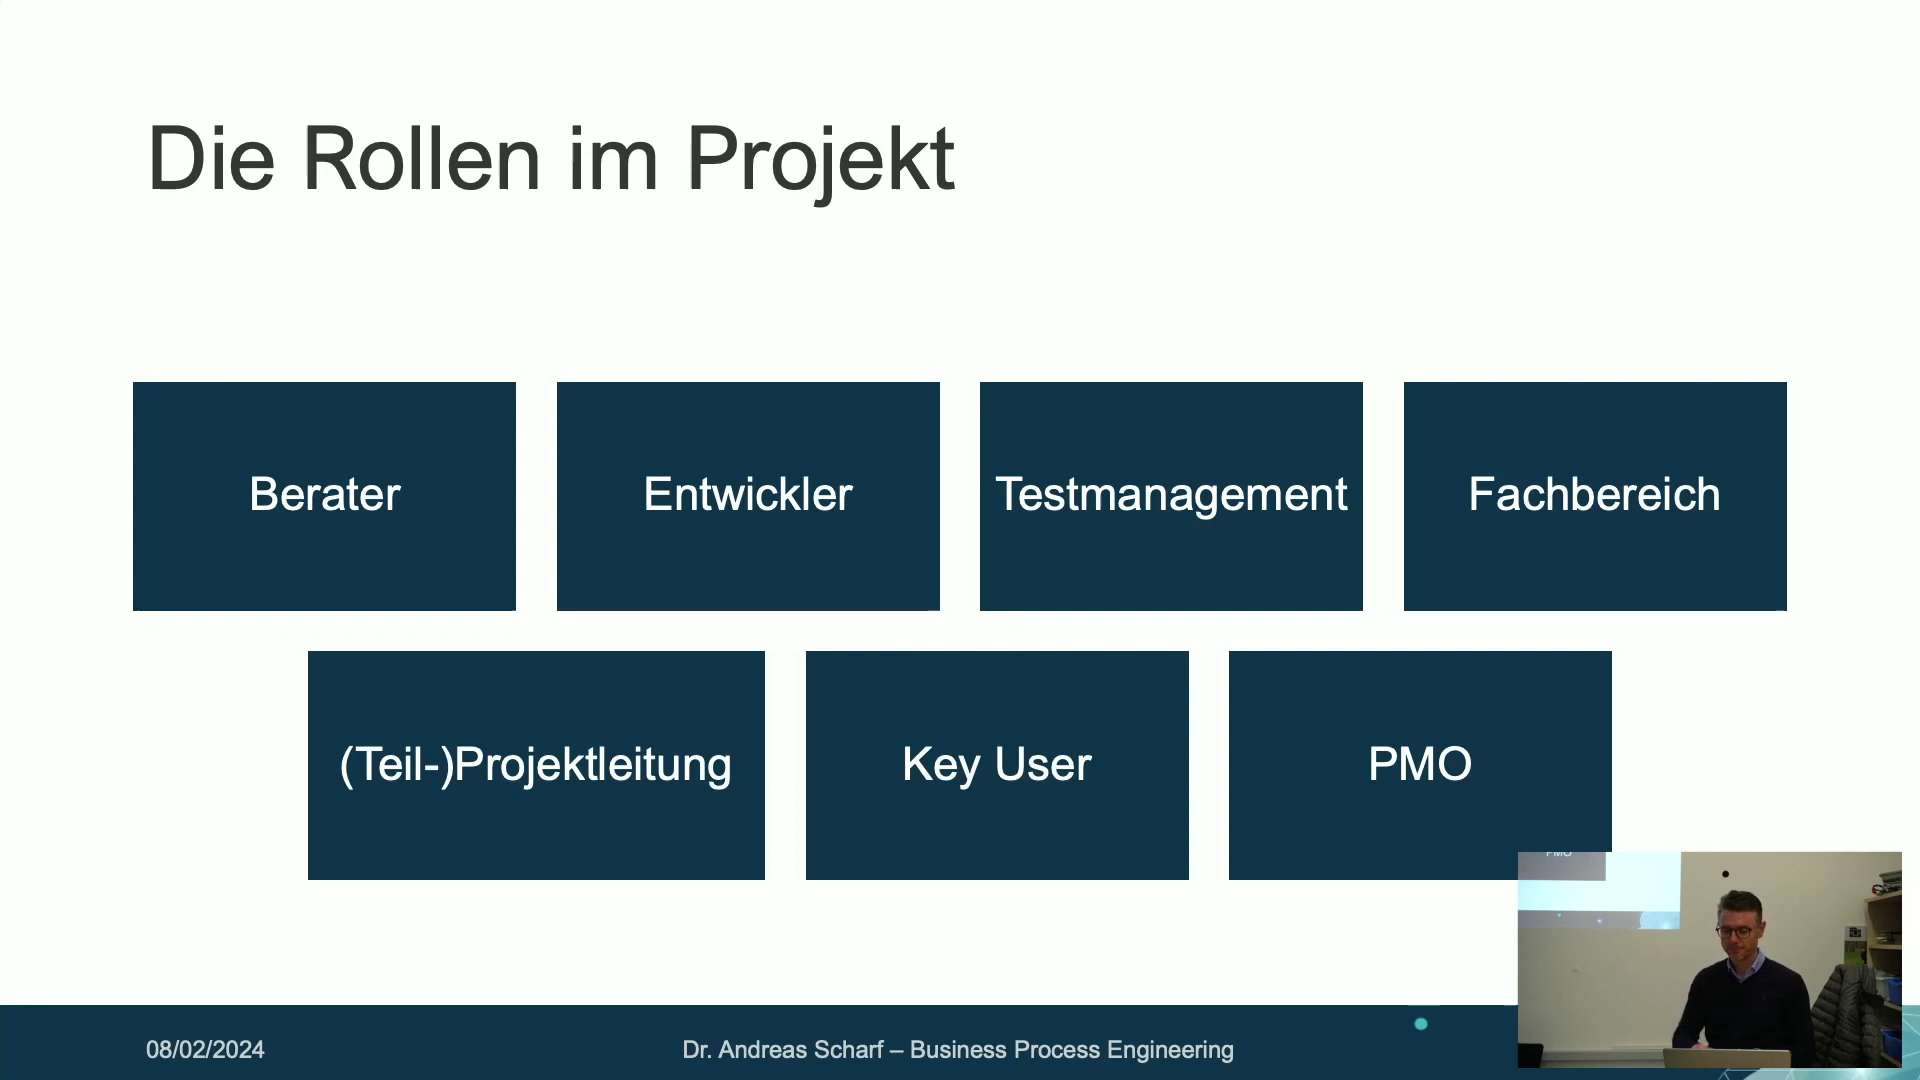 Die Rollen im Projekt
Berater
Entwickler
Testmanagement
Fachbereich
(Teil-)Projektleitung
Key User
PMO
PMO
08/02/2024
Dr. Andreas Scharf – Business Process Engineering